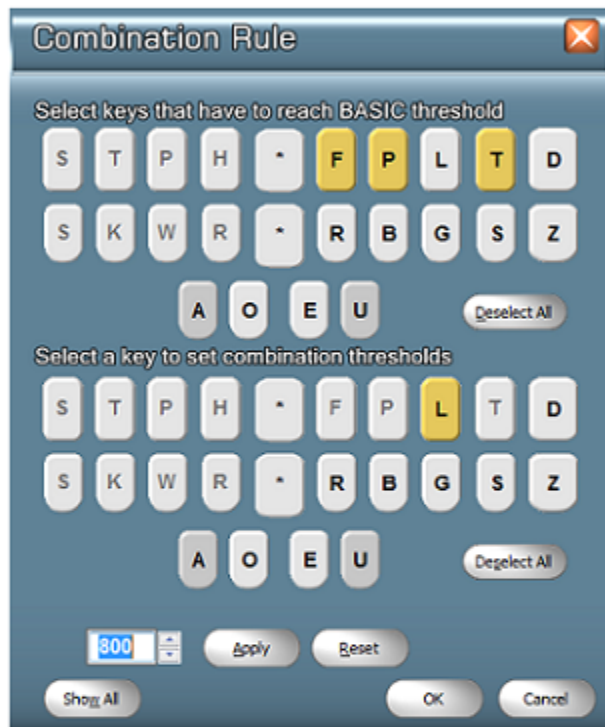 Combination Rule
Select keys that have to reach BASIC threshold
S T P H * F P L T D
S K W R * R B G S Z
A O E U
Deselect All
Select a key to set combination thresholds
S T P H * F P L T D
S K W R * R B G S Z
A O E U
Deselect All
800 Apply Reset
Show All OK Cancel